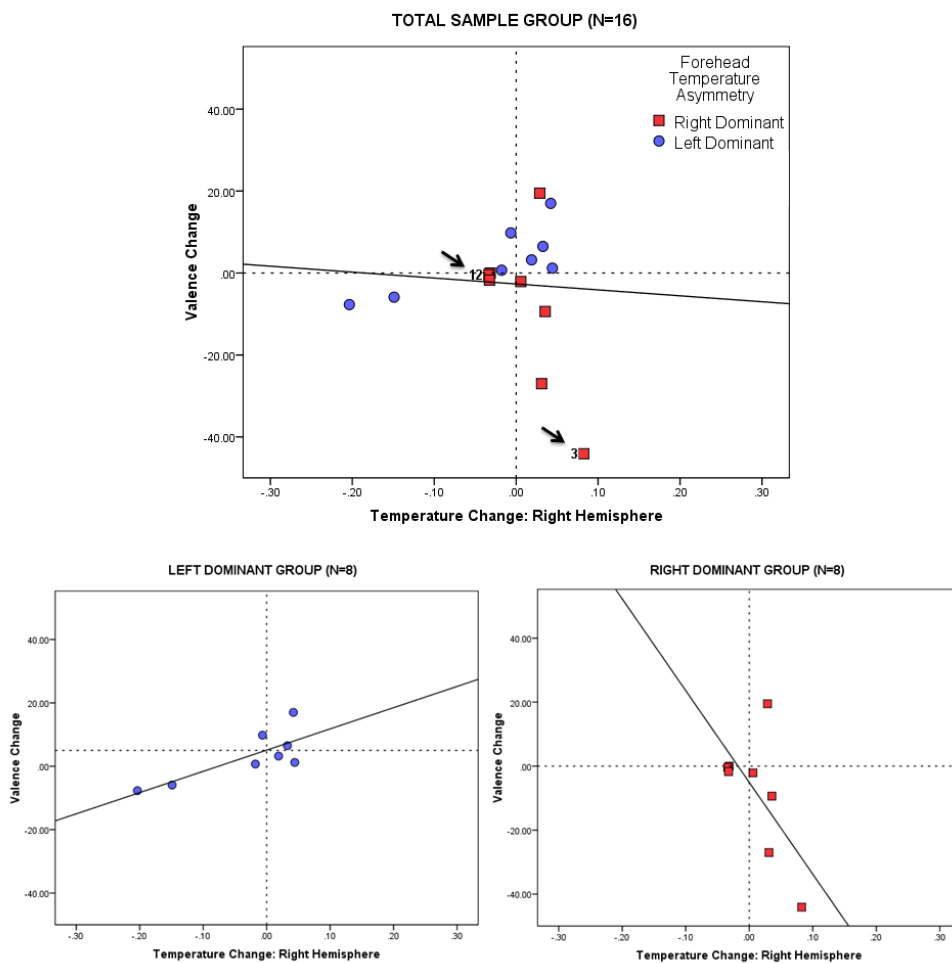 TOTAL SAMPLE GROUP (N=16)
Forehead
Temperature
Asymmetry
Right Dominant
Left Dominant
Valence Change
40.00
20.00
.00
-20.00
-40.00
12
3
-.30
-.20
-.10
.00
.10
.20
.30
Temperature Change: Right Hemisphere
LEFT DOMINANT GROUP (N=8)
Valence Change
40.00
20.00
.00
-20.00
-40.00
-.30
-.20
-.10
.00
.10
.20
.30
Temperature Change: Right Hemisphere
RIGHT DOMINANT GROUP (N=8)
Valence Change
40.00
20.00
.00
-20.00
-40.00
-.30
-.20
-.10
.00
.10
.20
.30
Temperature Change: Right Hemisphere